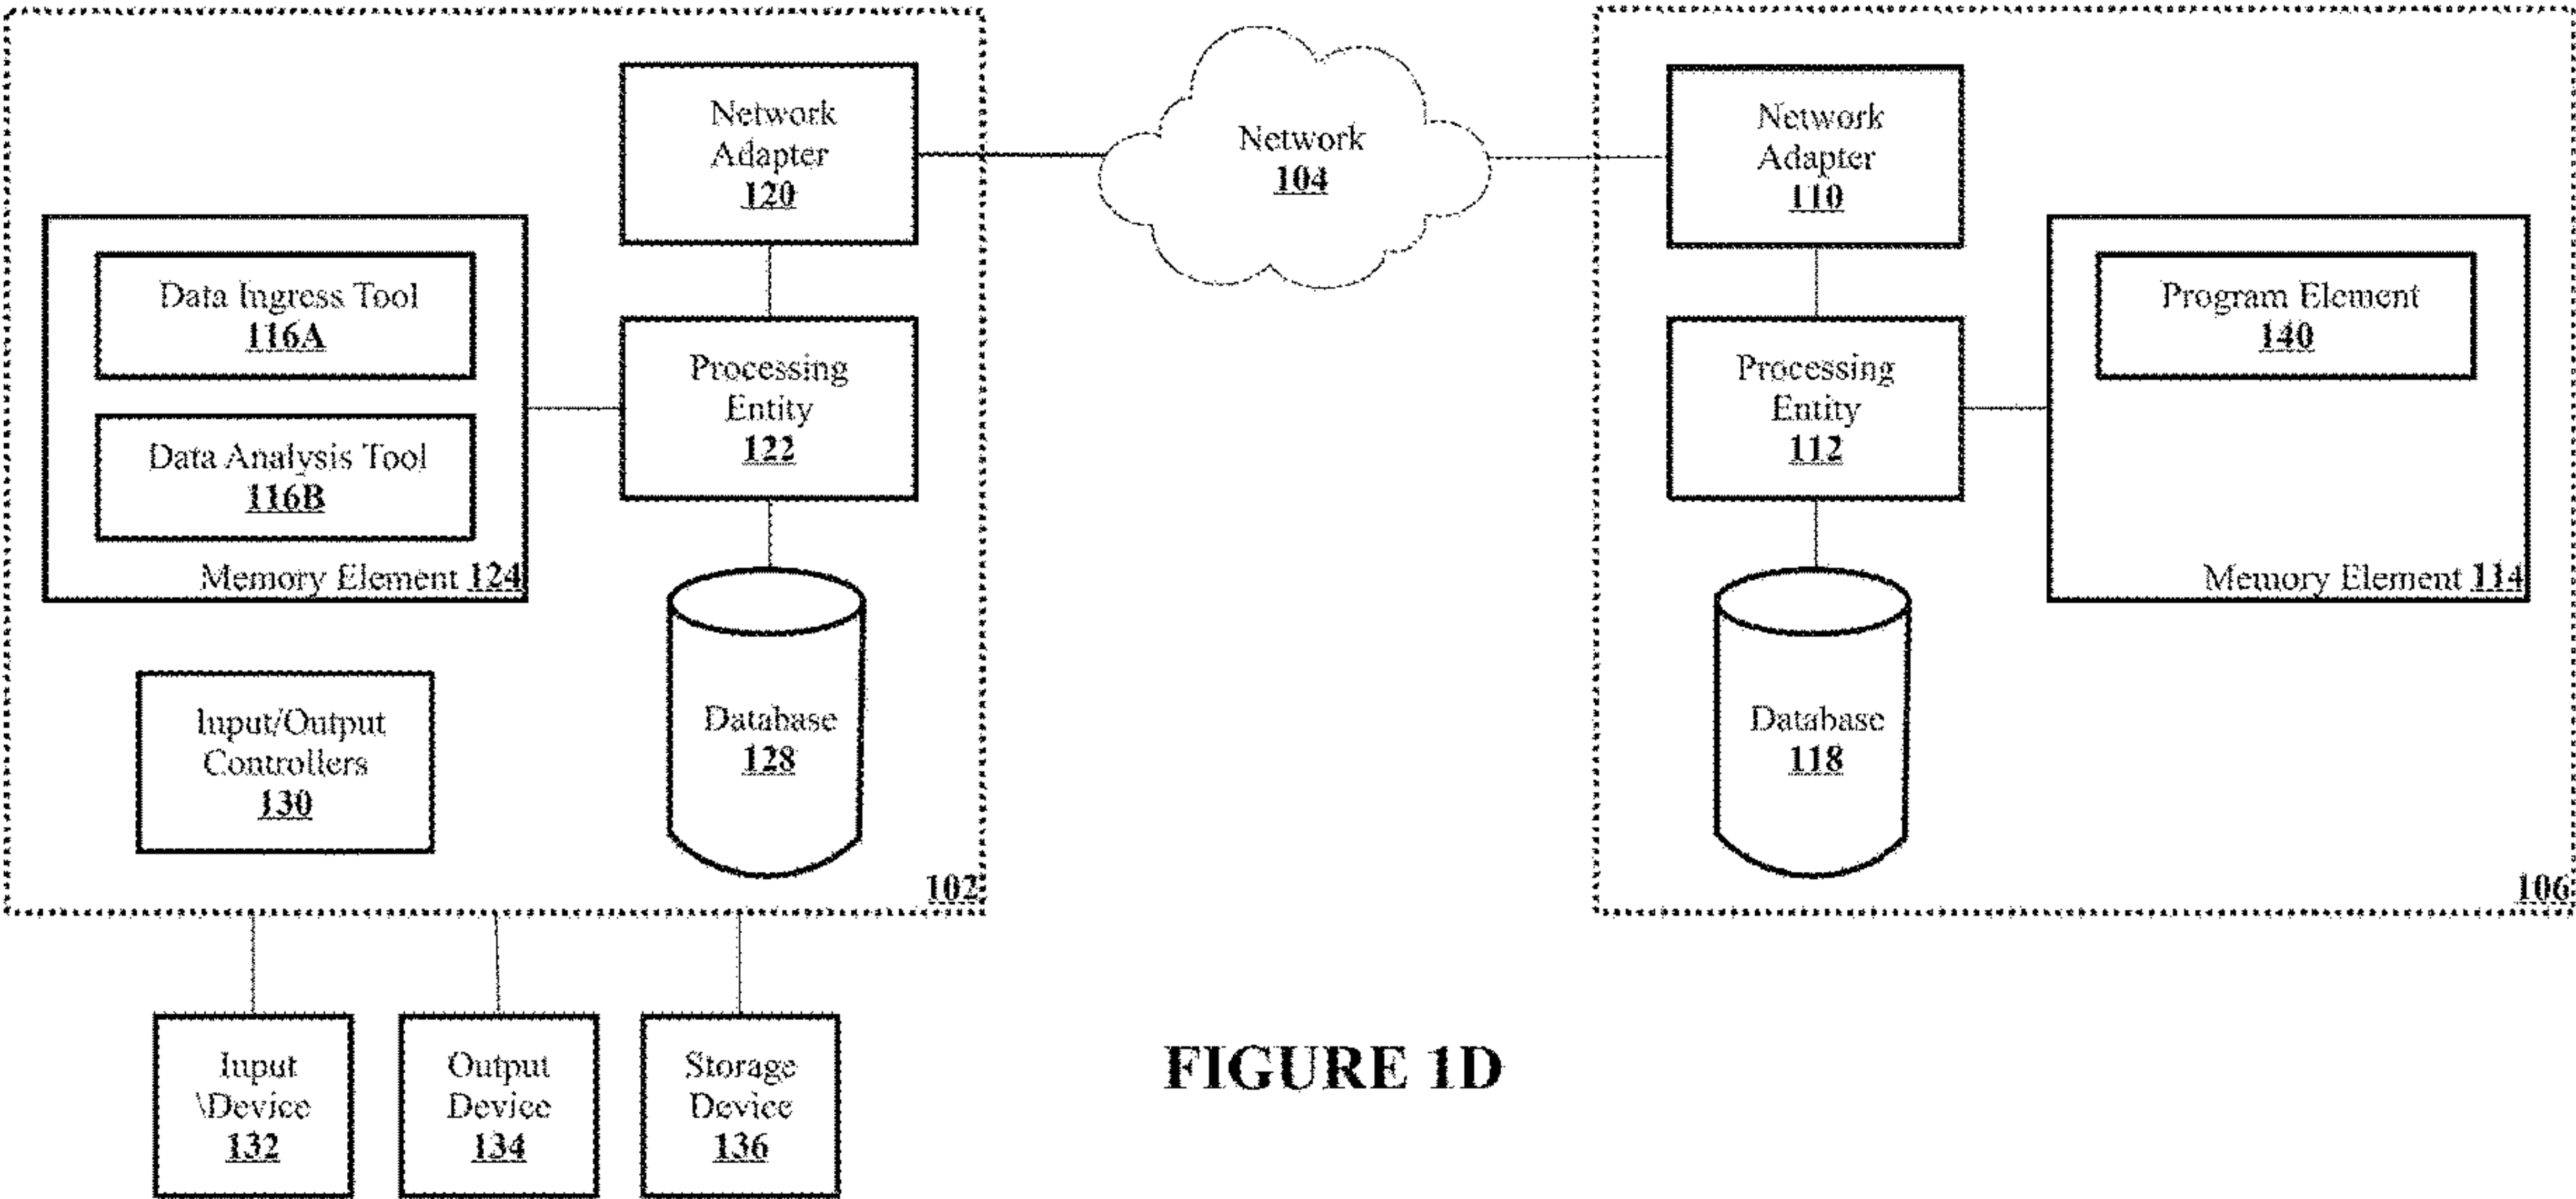 Network
Adapter
120
Data Ingress Tool
116A
Data Analysis Tool
116B
Memory Element 124
Processing
Entity
122
Database
128
Input/Output
Controllers
130
102
Input
\Device
132
Output
Device
134
Storage
Device
136
Network
104
Network
Adapter
110
Processing
Entity
112
Program Element
140
Memory Element 114
Database
118
106
FIGURE 1D